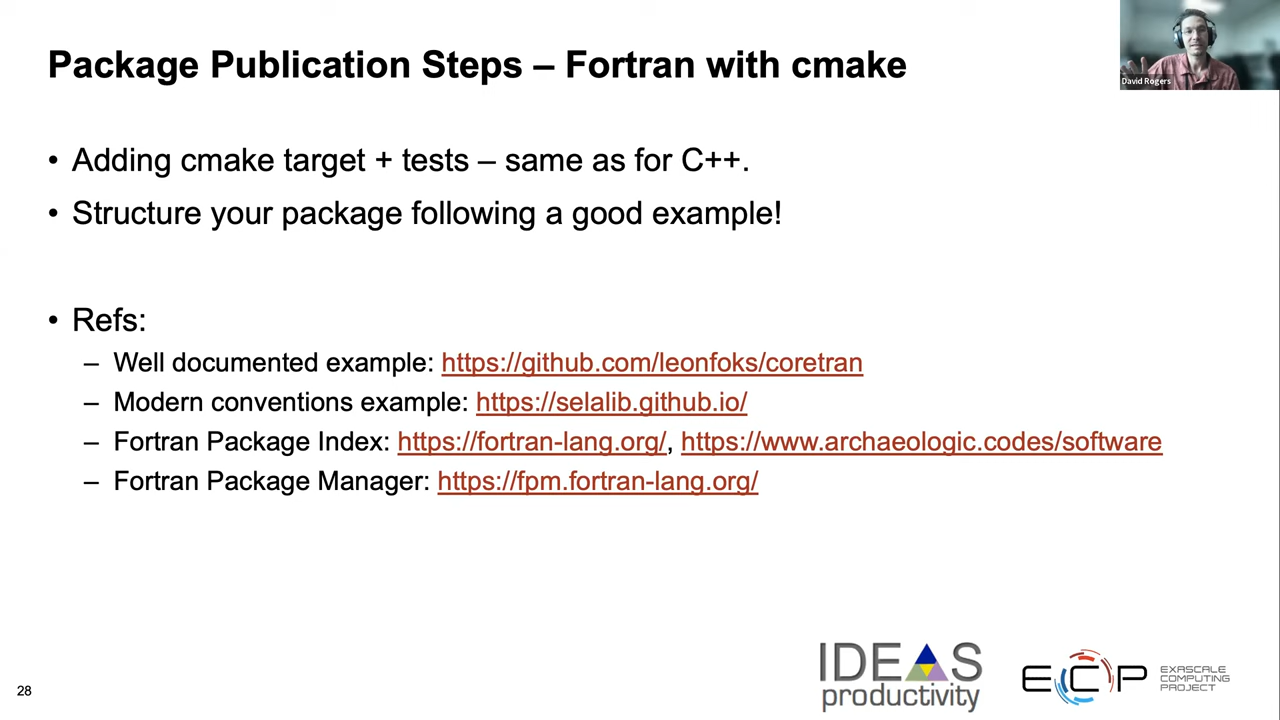 Package Publication Steps – Fortran with cmake
David Rogers
• Adding cmake target + tests – same as for C++.
• Structure your package following a good example!
• Refs:
– Well documented example: https://github.com/leonfoks/coretran
– Modern conventions example: https://selalib.github.io/
– Fortran Package Index: https://fortran-lang.org/, https://www.archaeologic.codes/software
– Fortran Package Manager: https://fpm.fortran-lang.org/
28
IDEAS
productivity
ECP
EXASCALE
COMPUTING
PROJECT